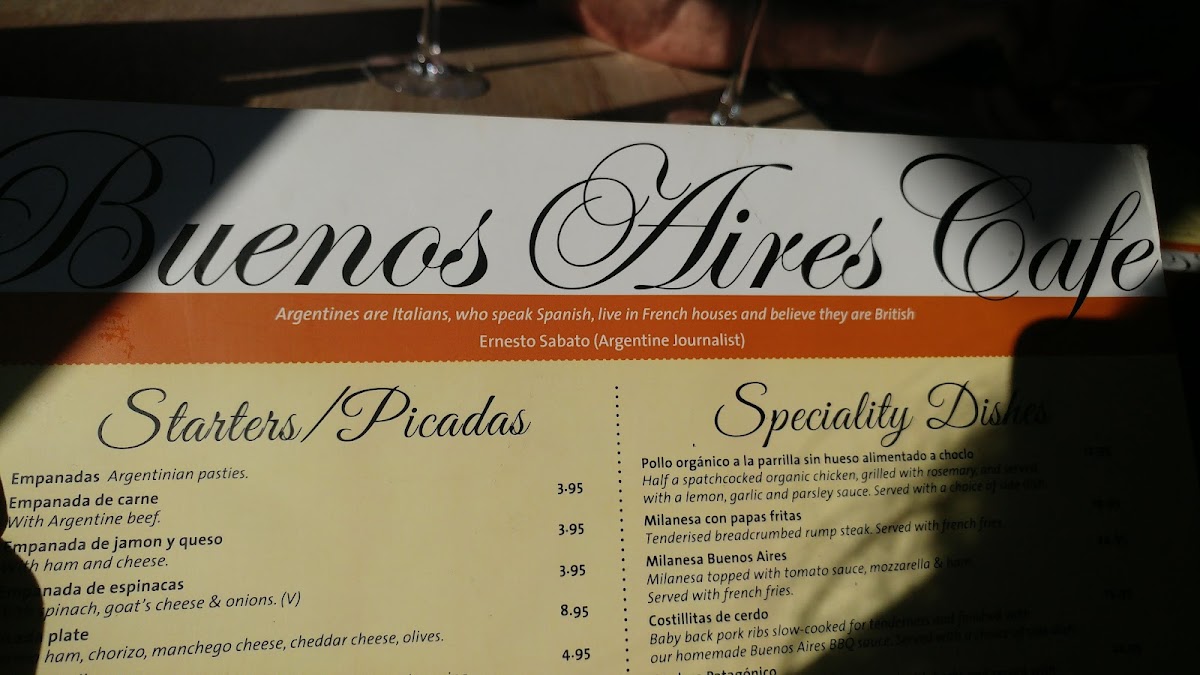 Buenos Aires Cafe
Argentines are Italians, who speak Spanish, live in French houses and believe they are British
Ernesto Sabato (Argentine Journalist)
Starters/Picadas
Empanadas Argentinian pasties.
Empanada de carne 3.95
With Argentine beef.
Empanada de jamon y queso 3.95
With ham and cheese.
Empanada de espinacas 3.95
spinach, goat's cheese & onions. (V)
plate 8.95
ham, chorizo, manchego cheese, cheddar cheese, olives.
4.95
Speciality Dishes
Pollo orgánico a la parrilla sin hueso alimentado a choclo
Half a spatchcocked organic chicken, grilled with rosemary, and served
with a lemon, garlic and parsley sauce. Served with a choice of one dish.
Milanesa con papas fritas
Tenderised breadcrumbed rump steak. Served with french fries.
Milanesa Buenos Aires
Milanesa topped with tomato sauce, mozzarella & ham.
Served with french fries.
Costillitas de cerdo
Baby back pork ribs slow-cooked for tenderness and finished with
our homemade Buenos Aires BBQ sauce. Served with a choice of one dish.
Patagónico